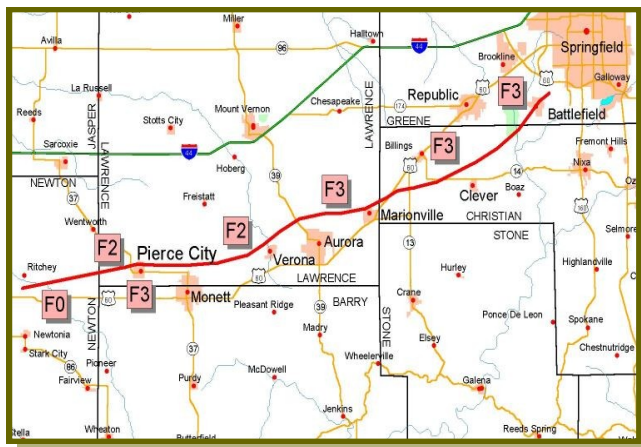 Miller
Halltown
Avilla
96
44
Springfield
Brookline
60
F3
60
Galloway
La Russell
Chesapeake
174
Republic
Mount Vernon
Stotts City
Reeds
JASPER
LAWRENCE
LAWRENCE
GREENE
Battlefield
Sarcoxie
44
Hoberg
Billings
F3
60
Fremont Hills
Nixa
14
NEWTON
37
39
F3
Clever
Boaz
160
Freistatt
Marionville
CHRISTIAN
STONE
Selmore
Wentworth
F2
Pierce City
F2
Aurora
Verona
13
Ritchey
F0
F3
60
Monett
60
LAWRENCE
BARRY
Hurley
Highlandville
Pleasant Ridge
39
Crane
Ponce De Leon
NEWTON
Newtonia
Stark City
86
Pioneer
37
Madry
STONE
Elsey
Spokane
Wheelerville
Chestnutridge
Fairview
Purdy
McDowell
Galena
Jenkins
Wheaton
Reeds Spring